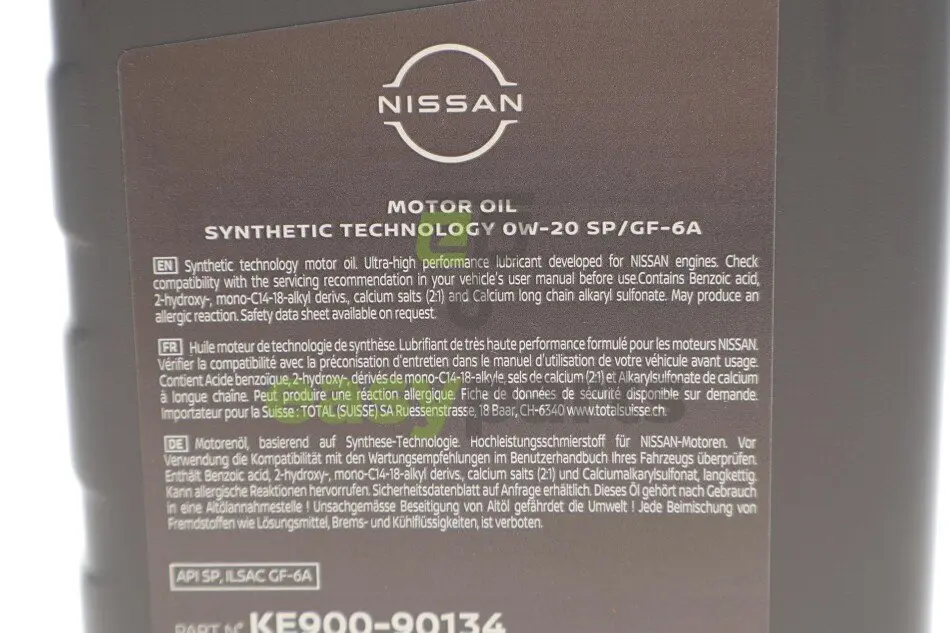 NISSAN
MOTOR OIL
SYNTHETIC TECHNOLOGY 0W-20 SP/GF-6A
EN Synthetic technology motor oil. Ultra-high performance lubricant developed for NISSAN engines. Check
compatibility with the servicing recommendation in your vehicle's user manual before use.Contains Benzoic acid,
2-hydroxy-, mono-C14-18-alkyl derivs., calcium salts (2:1) and Calcium long chain alkaryl sulfonate. May produce an
allergic reaction. Safety data sheet available on request.
FR Huile moteur de technologie de synthèse. Lubrifiant de très haute performance formulé pour les moteurs NISSAN.
Vérifier la compatibilité avec la préconisation d'entretien dans le manuel d'utilisation de votre véhicule avant usage.
Contient Acide benzoïque, 2-hydroxy-, dérivés de mono-C14-18-alkyle, sels de calcium (2:1) et Alkarylsulfonate de calcium
à longue chaîne. Peut produire une réaction allergique. Fiche de données de sécurité disponible sur demande.
Importateur pour la Suisse : TOTAL (SUISSE) SA Ruessenstrasse, 18 Baar, CH-6340 www.totalsuisse.ch.
easyparts
DE Motorenöl, basierend auf Synthese-Technologie. Hochleistungsschmierstoff für NISSAN-Motoren. Vor
Verwendung die Kompatibilität mit den Wartungsempfehlungen im Benutzerhandbuch Ihres Fahrzeugs überprüfen.
Enthält Benzoic acid, 2-hydroxy-, mono-C14-18-alkyl derivs., calcium salts (2:1) und Calciumalkarylsulfonat, langkettig.
Kann allergische Reaktionen hervorrufen. Sicherheitsdatenblatt auf Anfrage erhältlich. Dieses Öl gehört nach Gebrauch
in eine Altölannahmestelle ! Unsachgemässe Beseitigung von Altöl gefährdet die Umwelt ! Jede Beimischung von
Fremdstoffen wie Lösungsmittel, Brems- und Kühlflüssigkeiten, ist verboten.
API SP, ILSAC GF-6A
PART N° KE900-90134